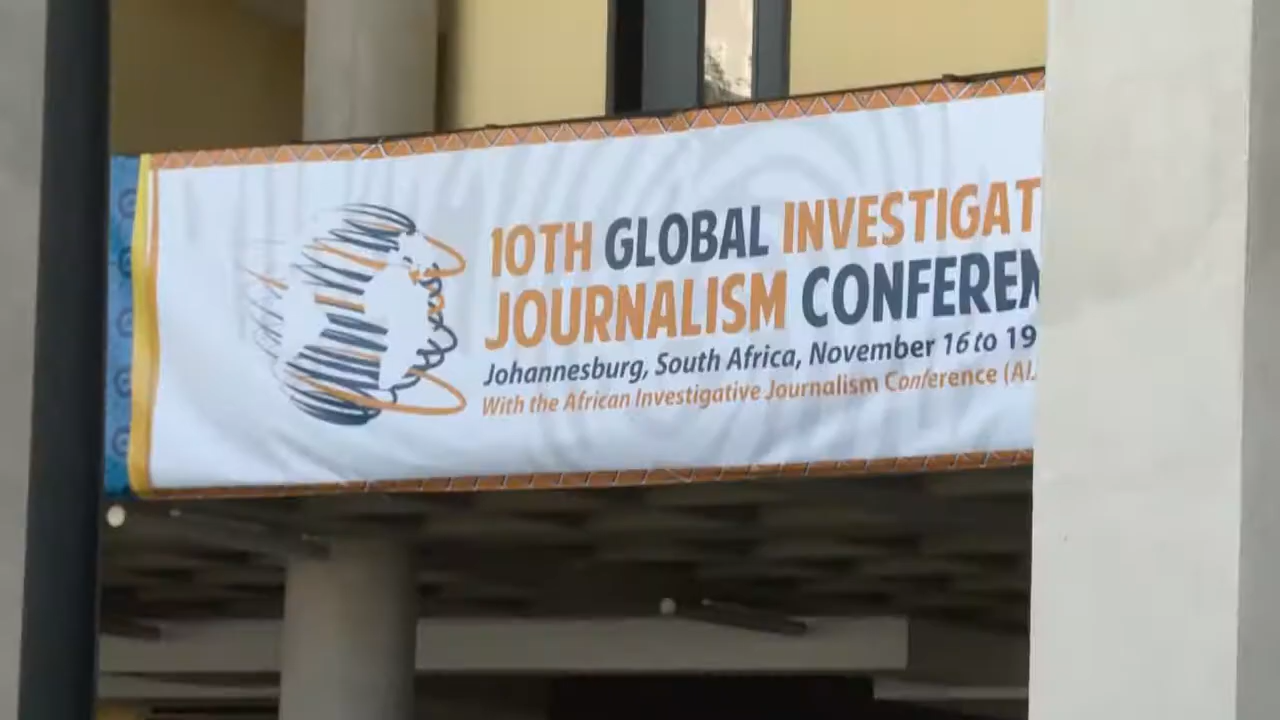 10TH GLOBAL INVESTIGAT
JOURNALISM CONFEREN
Johannesburg, South Africa, November 16 to 19
With the African Investigative Journalism Conference (AI